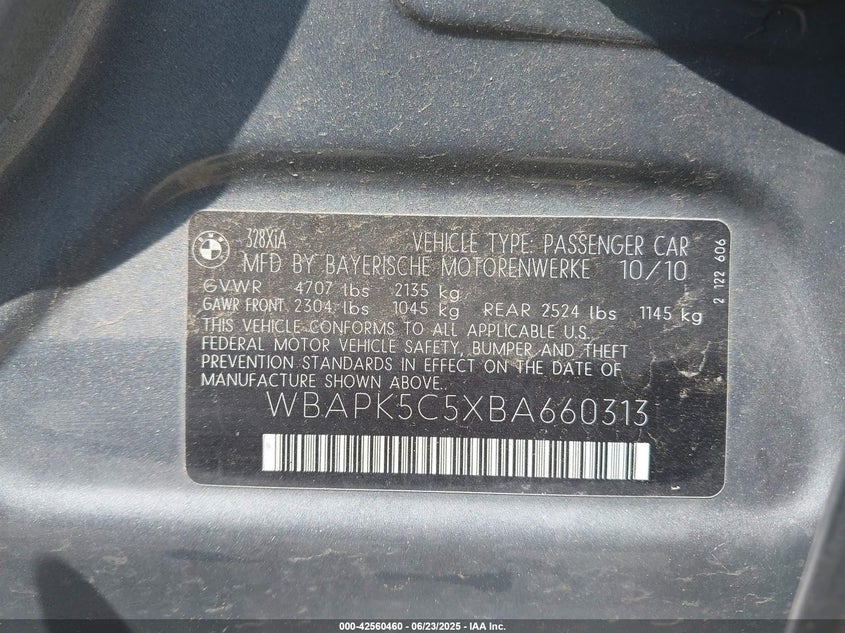 BMW
328XiA
VEHICLE TYPE: PASSENGER CAR
MFD BY BAYERISCHE MOTORENWERKE 10/10
GVWR 4707 lbs 2135 kg
GAWR FRONT 2304 lbs 1045 kg REAR 2524 lbs 1145 kg
THIS VEHICLE CONFORMS TO ALL APPLICABLE U.S.
FEDERAL MOTOR VEHICLE SAFETY, BUMPER AND THEFT
PREVENTION STANDARDS IN EFFECT ON THE DATE OF
MANUFACTURE SHOWN ABOVE.
WBAPK5C5XBA660313
2 122 606
1
000-42560460 - 06/23/2025 - IAA Inc.